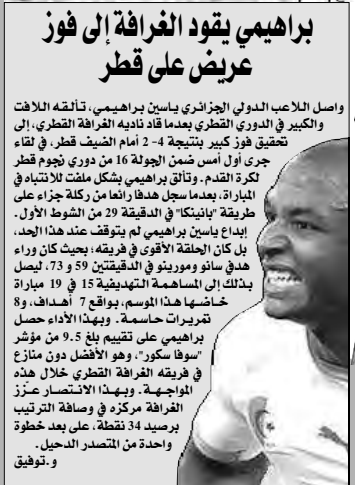 براهيمي يقود الغرافة إلى فوز
عريض على قطر
واصل اللاعب الدولي الجزائري ياسين براهيمي، تألقه اللافت
والكبير في الدوري القطري بعدما قاد ناديه الغرافة القطري، إلى
تحقيق فوز كبير بنتيجة 4- 2 أمام الضيف قطر، في لقاء
جرى أول أمس ضمن الجولة 16 من دوري نجوم قطر
لكرة القدم. وتألق براهيمي بشكل ملفت للانتباه في
المباراة، بعدما سجل هدفا رائعا من ركلة جزاء على
طريقة "بانينكا" في الدقيقة 29 من الشوط الأول.
إبداع ياسين براهيمي لم يتوقف عند هذا الحد،
بل كان الحلقة الأقوى في فريقه؛ بحيث كان وراء
هدفي سانو ومورينو في الدقيقتين 59 و 73، ليصل
بذلك إلى المساهمة التهديفية 15 في 19 مباراة
خاضها هذا الموسم، بواقع 7 أهداف، و8
تمريرات حاسمة. وبهذا الأداء حصل
براهيمي على تقييم بلغ 9.5 من مؤشر
"سوفا سكور"، وهو الأفضل دون منازع
في فريقه الغرافة القطري خلال هذه
المواجهة. وبهذا الانتصار عزّز
الغرافة مركزه في وصافة الترتيب
برصيد 34 نقطة، على بعد خطوة
واحدة من المتصدر الدحيل.
و.توفيق